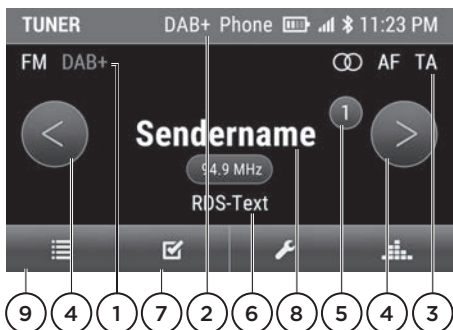 TUNER DAB+ Phone 11:23 PM
FM DAB+ AF TA
< Sendername 1 >
94.9 MHz
RDS-Text
9 4 1 7 2 6 8 5 4 3